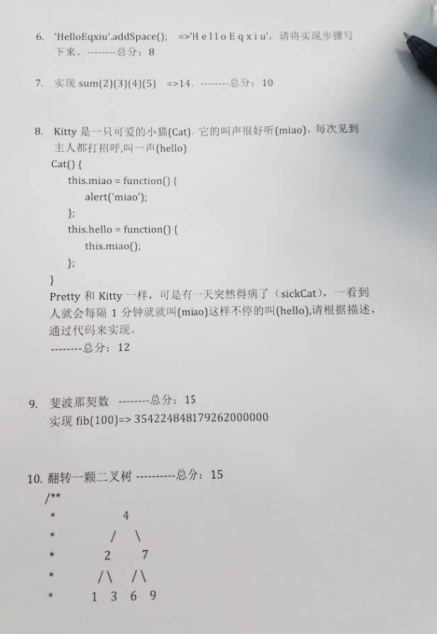 6. 'HelloEqxiu'.addSpace(); =>'H e l l o E q x i u'，请将实现步骤写
下来。--------总分：8
7. 实现 sum(2)(3)(4)(5) =>14，--------总分：10
8. Kitty 是一只可爱的小猫(Cat)，它的叫声很好听(miao)，每次见到
主人都打招呼,叫一声(hello)
Cat() {
this.miao = function() {
alert('miao');
};
this.hello = function() {
this.miao();
};
}
Pretty 和 Kitty 一样，可是有一天突然得病了（sickCat），一看到
人就会每隔 1 分钟就就叫(miao)这样不停的叫(hello),请根据描述，
通过代码来实现。
--------总分：12
9. 斐波那契数 --------总分：15
实现 fib(100)=> 354224848179262000000
10. 翻转一颗二叉树 ----------总分：15
/**
* 4
* / \
* 2 7
* /\ /\
* 1 3 6 9